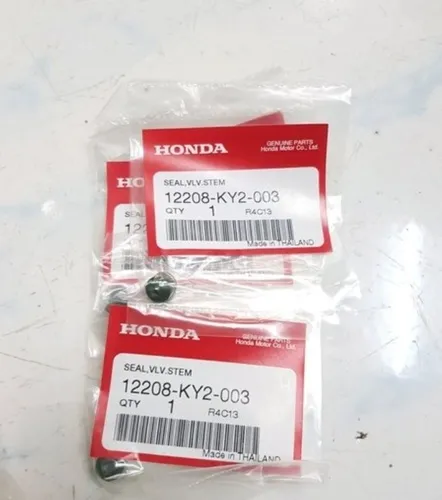 HONDA
GENUINE PARTS
Honda Motor Co., Ltd.
SEAL,VLV.STEM
12208-KY2-003
QTY 1 R4C13
Made in THAILAND
HO
HONDA
GENUINE PARTS
Honda Motor Co., Ltd.
SEAL,VLV.STEM
12208-KY2-003
QTY 1 R4C13
Made in THAILAND